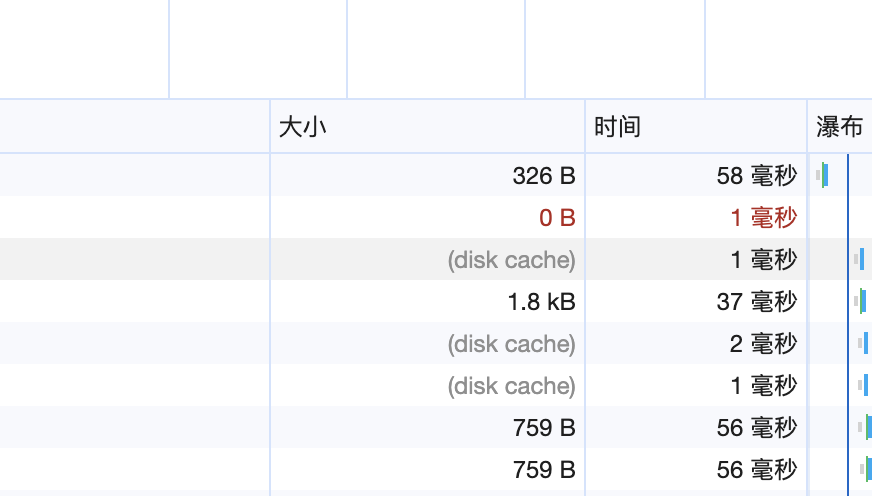 大小 时间 瀑布
326 B 58 毫秒
0 B 1 毫秒
(disk cache) 1 毫秒
1.8 kB 37 毫秒
(disk cache) 2 毫秒
(disk cache) 1 毫秒
759 B 56 毫秒
759 B 56 毫秒